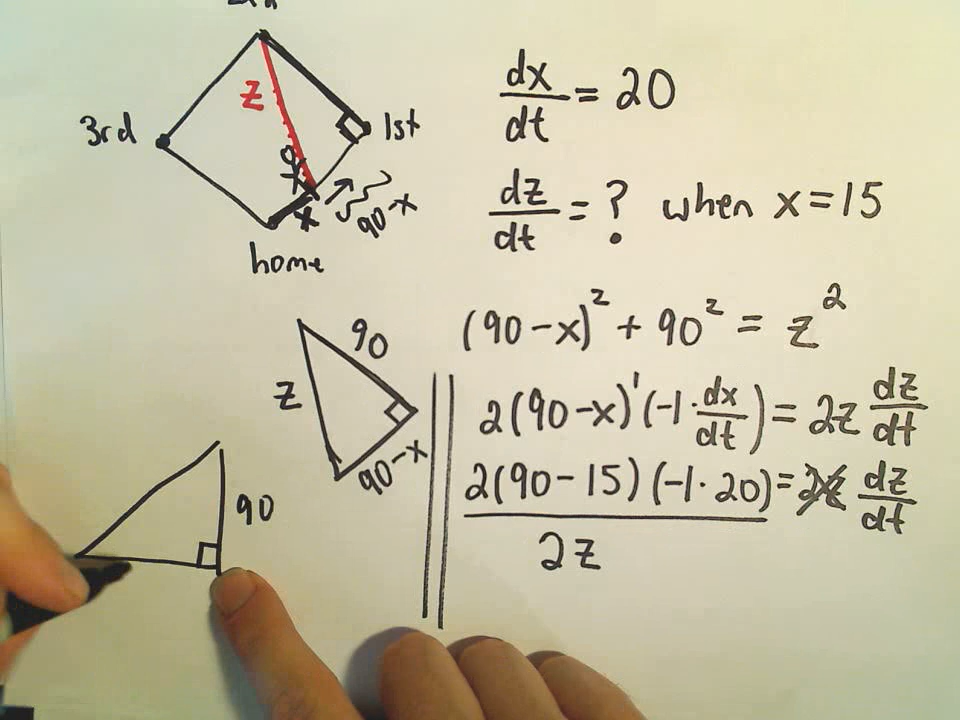 z
3rd
1st
x
90-x
home
dx/dt = 20
dz/dt = ? when x=15
(90-x)² + 90² = z²
90
z
90-x
2(90-x)¹(-1·dx/dt) = 2z dz/dt
2(90-15)(-1·20) = 2z dz/dt
2z
90